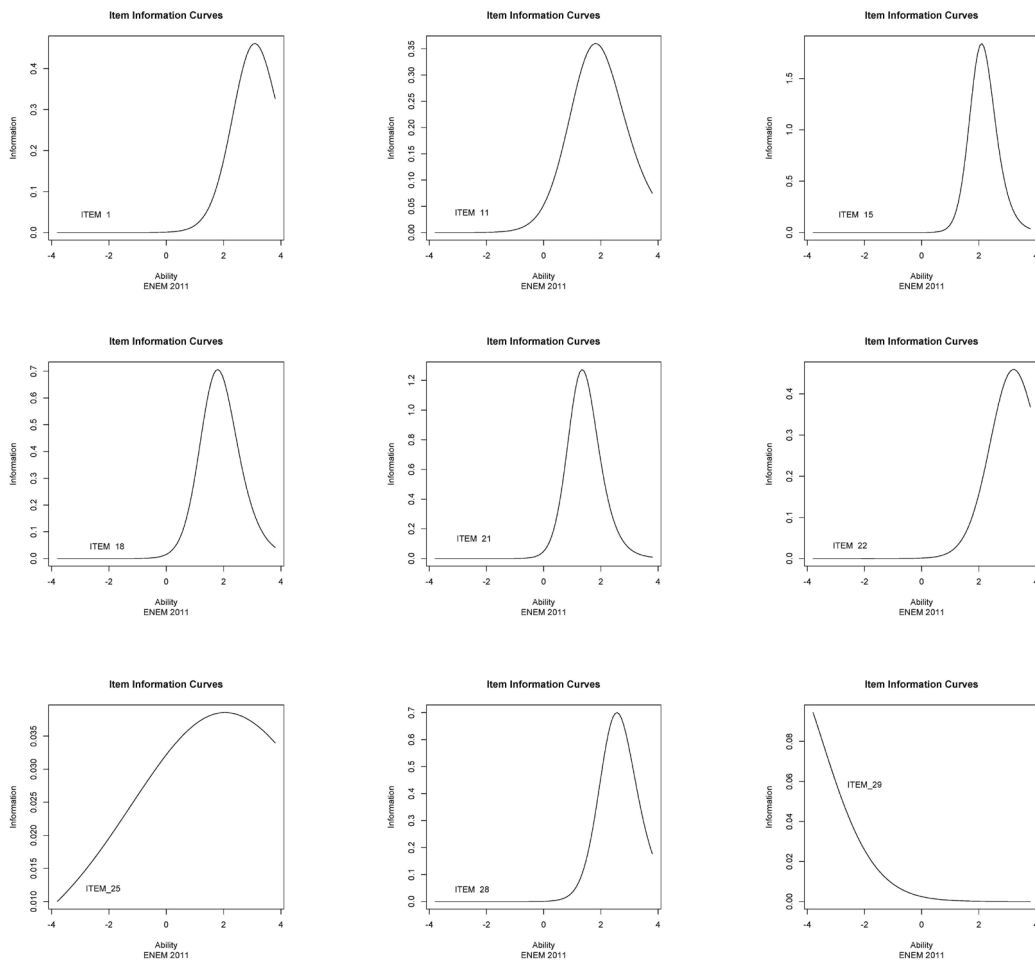 Item Information Curves
Information
0.0
0.1
0.2
0.3
0.4
ITEM 1
-4 -2 0 2 4
Ability
ENEM 2011
Item Information Curves
Information
0.00
0.05
0.10
0.15
0.20
0.25
0.30
0.35
ITEM 11
-4 -2 0 2 4
Ability
ENEM 2011
Item Information Curves
Information
0.0
0.5
1.0
1.5
ITEM 15
-4 -2 0 2 4
Ability
ENEM 2011
Item Information Curves
Information
0.0
0.1
0.2
0.3
0.4
0.5
0.6
0.7
ITEM 18
-4 -2 0 2 4
Ability
ENEM 2011
Item Information Curves
Information
0.0
0.2
0.4
0.6
0.8
1.0
1.2
ITEM 21
-4 -2 0 2 4
Ability
ENEM 2011
Item Information Curves
Information
0.0
0.1
0.2
0.3
0.4
ITEM 22
-4 -2 0 2 4
Ability
ENEM 2011
Item Information Curves
Information
0.010
0.015
0.020
0.025
0.030
0.035
ITEM_25
-4 -2 0 2 4
Ability
ENEM 2011
Item Information Curves
Information
0.0
0.1
0.2
0.3
0.4
0.5
0.6
0.7
ITEM 28
-4 -2 0 2 4
Ability
ENEM 2011
Item Information Curves
Information
0.00
0.02
0.04
0.06
0.08
ITEM_29
-4 -2 0 2 4
Ability
ENEM 2011